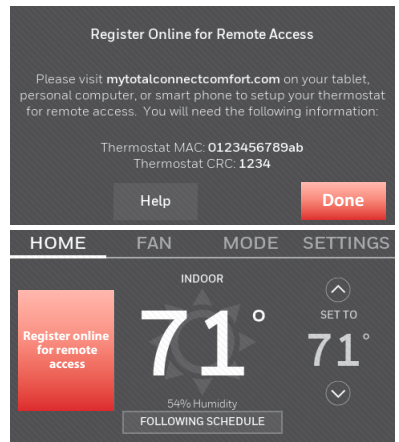 Register Online for Remote Access
Please visit mytotalconnectcomfort.com on your tablet,
personal computer, or smart phone to setup your thermostat
for remote access. You will need the following information:
Thermostat MAC: 0123456789ab
Thermostat CRC: 1234
Help
Done
HOME FAN MODE SETTINGS
INDOOR
Register online
for remote
access
71°
SET TO
71°
54% Humidity
FOLLOWING SCHEDULE